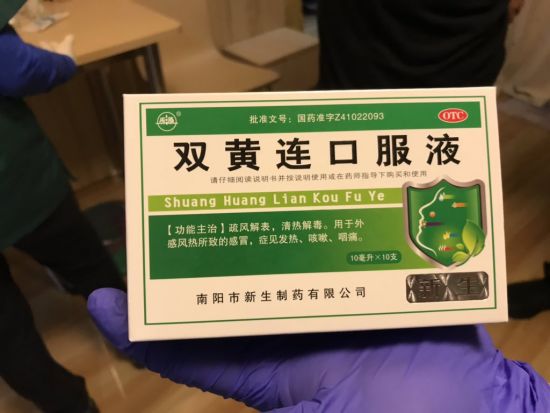 批准文号：国药准字Z41022093
OTC
双黄连口服液
请仔细阅读说明书并按说明使用或在药师指导下购买和使用
Shuang Huang Lian Kou Fu Ye
【功能主治】疏风解表，清热解毒。用于外
感风热所致的感冒，症见发热、咳嗽、咽痛。
10毫升×10支
南阳市新生制药有限公司
新生